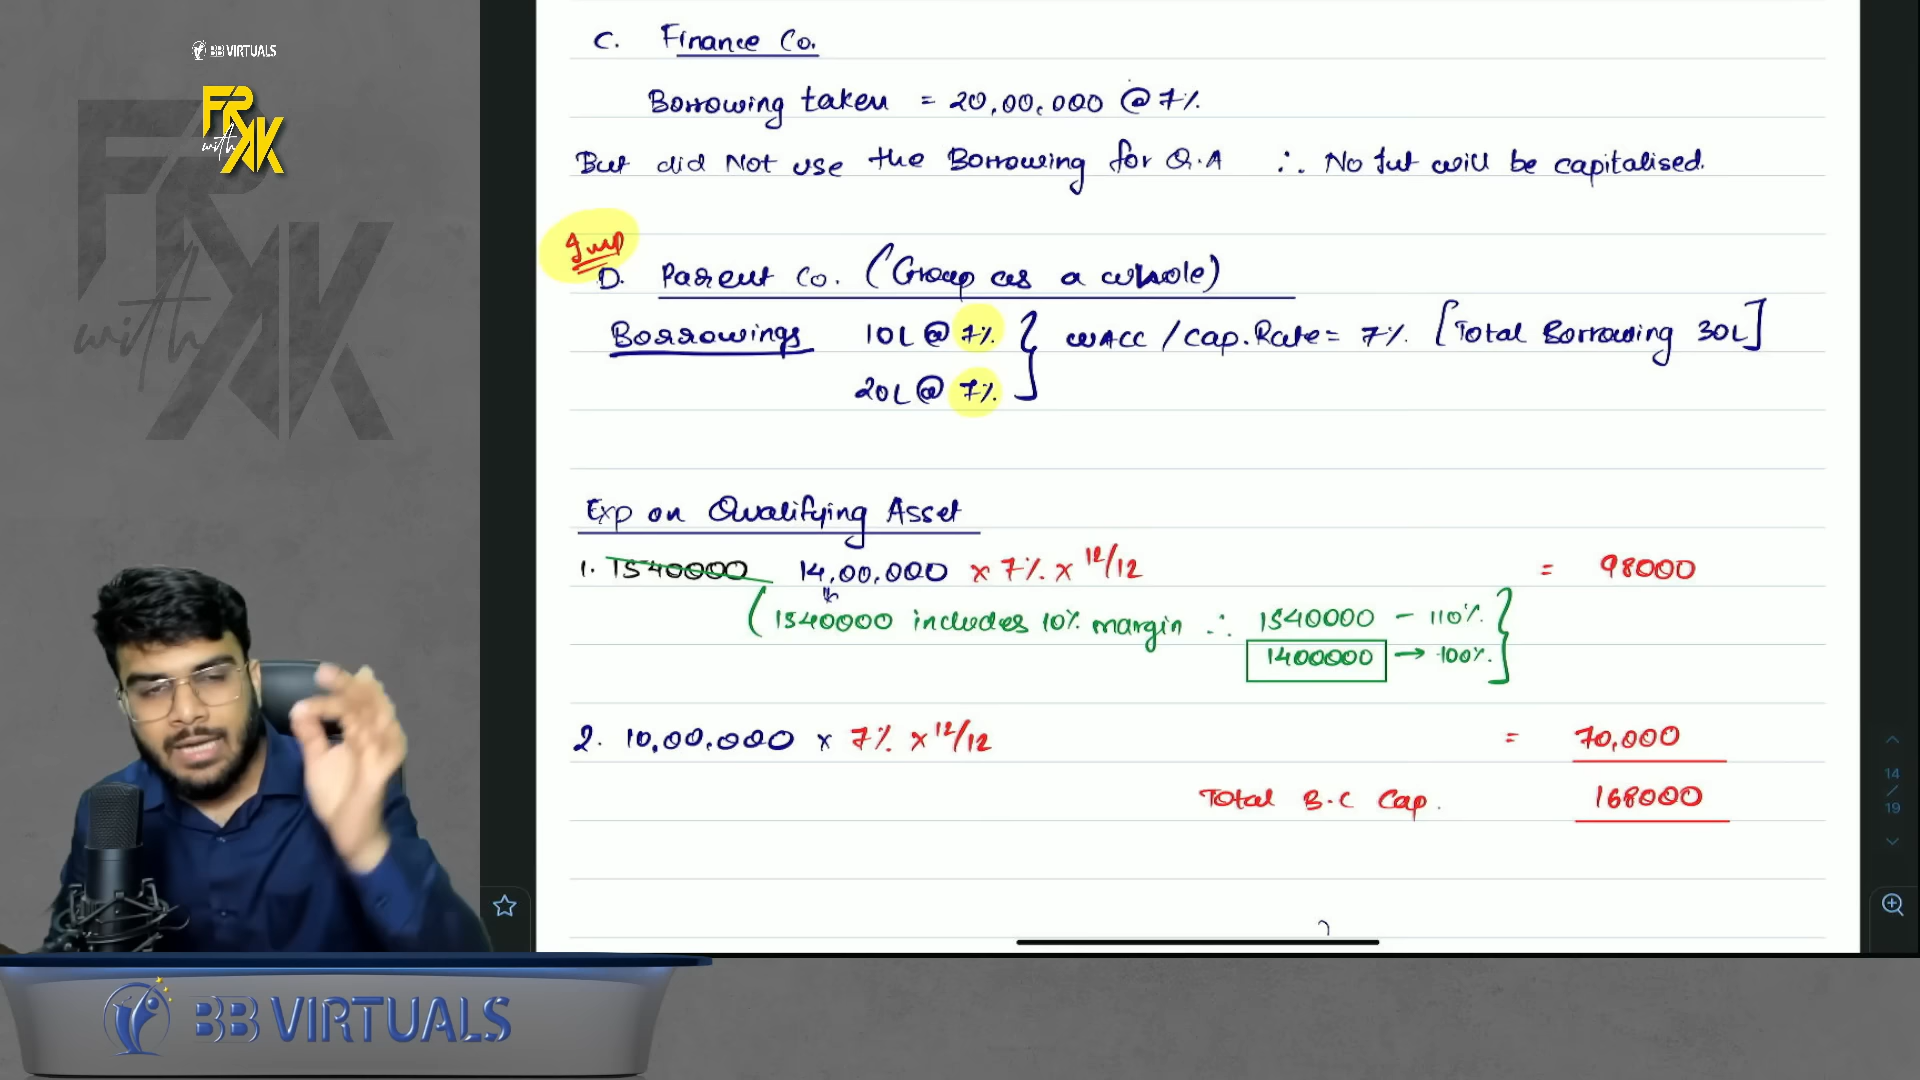 BB VIRTUALS
FR
with
AK
C. Finance Co.
Borrowing taken = 20,00,000 @ 7%
But did Not use the Borrowing for Q.A ∴ No Int will be capitalised.
Imp
D. Parent Co. (Group as a whole)
Borrowings 10L @ 7% } WACC / Cap.Rate = 7% [Total Borrowing 30L]
20L @ 7%
Exp on Qualifying Asset
1. 1540000 14,00,000 x 7% x 12/12 = 98000
(1540000 includes 10% margin ∴ 1540000 - 110%
1400000 → 100%. }
2. 10,00,000 x 7% x 12/12 = 70,000
Total B.C Cap. 168000
14
/
19
BB VIRTUALS